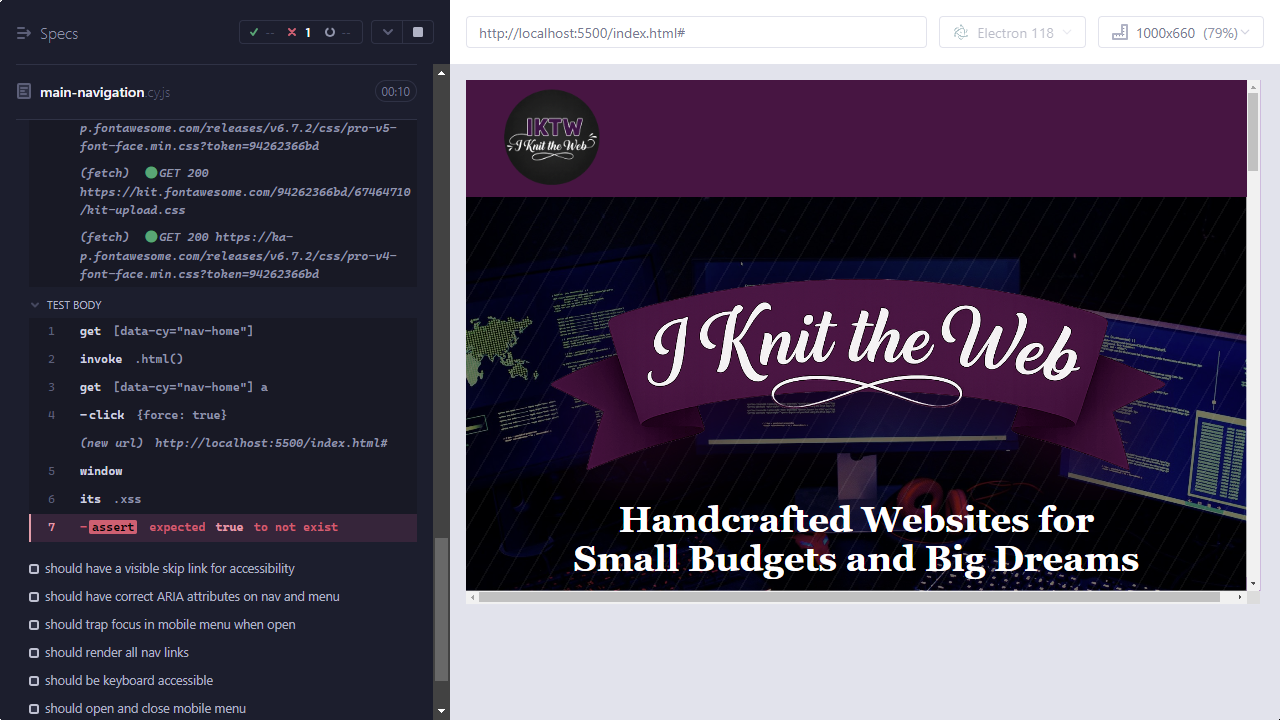 Specs
-- 1 --
http://localhost:5500/index.html#
Electron 118
1000x660 (79%)
main-navigation.cy.js
00:10
p.fontawesome.com/releases/v6.7.2/css/pro-v5-
font-face.min.css?token=94262366bd
(fetch) GET 200
https://kit.fontawesome.com/94262366bd/67464710
/kit-upload.css
(fetch) GET 200 https://ka-
p.fontawesome.com/releases/v6.7.2/css/pro-v4-
font-face.min.css?token=94262366bd
TEST BODY
1 get [data-cy="nav-home"]
2 invoke .html()
3 get [data-cy="nav-home"] a
4 -click {force: true}
(new url) http://localhost:5500/index.html#
5 window
6 its .xss
7 -assert expected true to not exist
should have a visible skip link for accessibility
should have correct ARIA attributes on nav and menu
should trap focus in mobile menu when open
should render all nav links
should be keyboard accessible
should open and close mobile menu
IKTW
I Knit the Web
I Knit the Web
Handcrafted Websites for
Small Budgets and Big Dreams